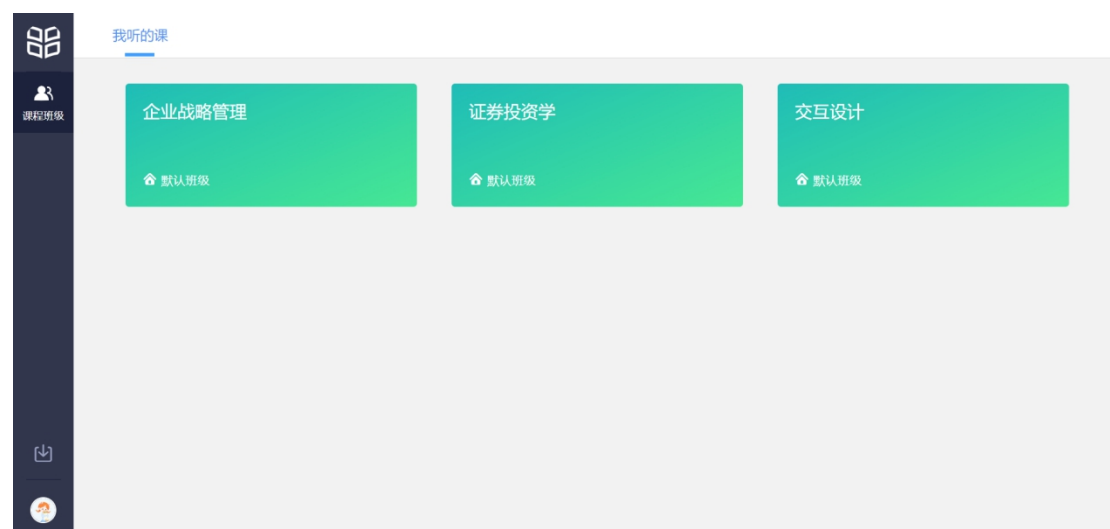 我听的课
课程班级
企业战略管理
证券投资学
交互设计
默认班级
默认班级
默认班级